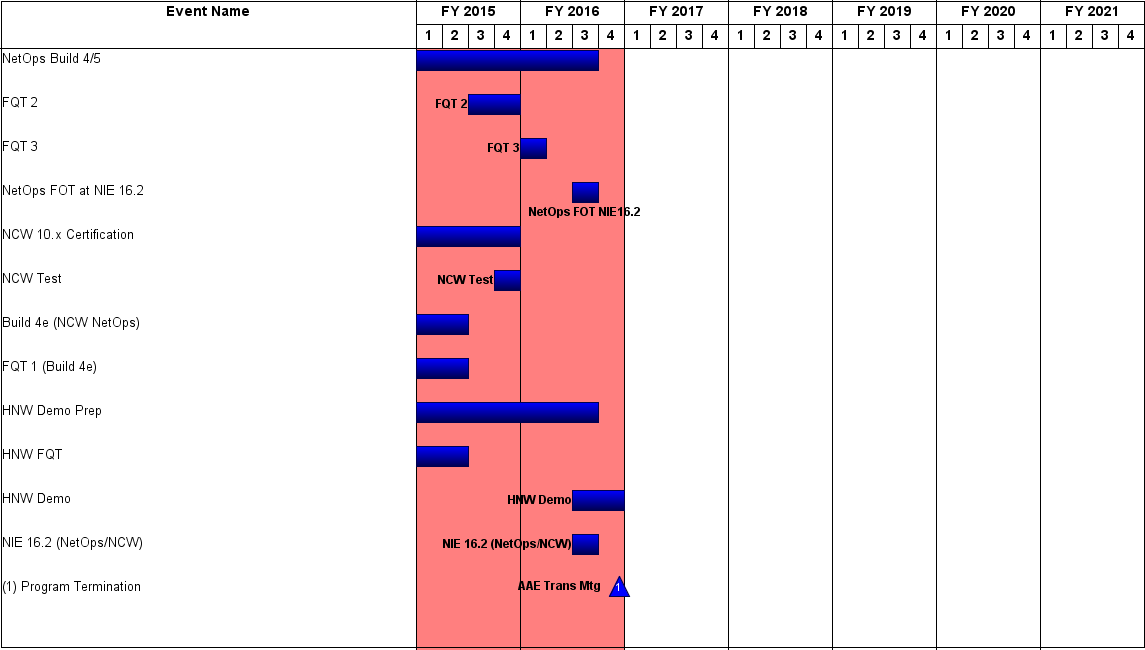 Event Name FY 2015 FY 2016 FY 2017 FY 2018 FY 2019 FY 2020 FY 2021
1 2 3 4 1 2 3 4 1 2 3 4 1 2 3 4 1 2 3 4 1 2 3 4 1 2 3 4
NetOps Build 4/5
FQT 2 FQT 2
FQT 3 FQT 3
NetOps FOT at NIE 16.2
NetOps FOT NIE16.2
NCW 10.x Certification
NCW Test NCW Test
Build 4e (NCW NetOps)
FQT 1 (Build 4e)
HNW Demo Prep
HNW FQT
HNW Demo HNW Demo
NIE 16.2 (NetOps/NCW) NIE 16.2 (NetOps/NCW)
(1) Program Termination AAE Trans Mtg 1